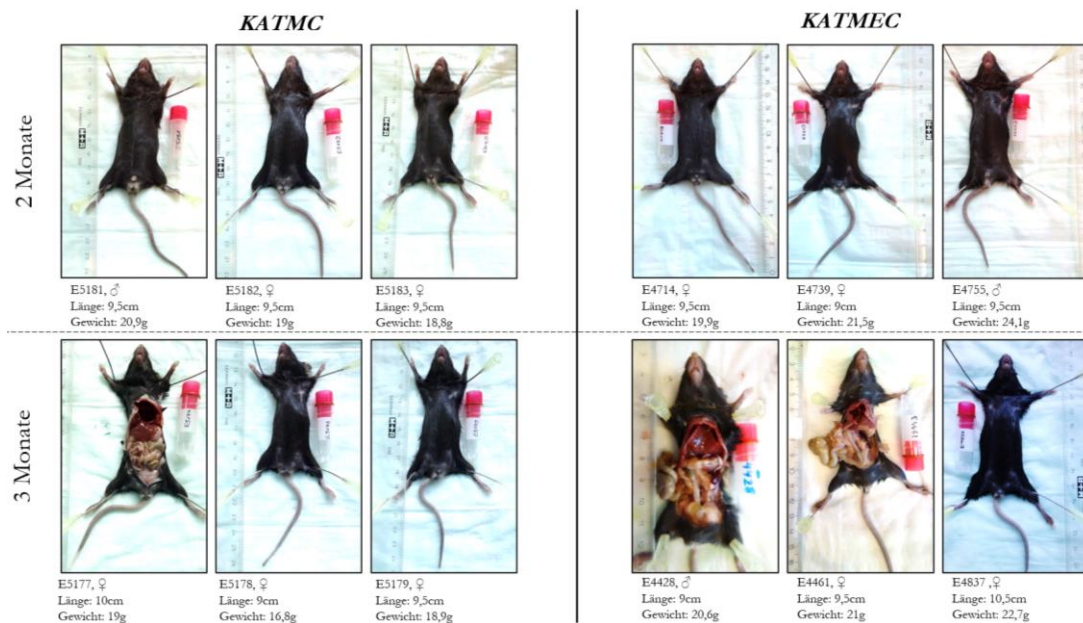 KATMC
KATMEC
2 Monate
E5181, ♂
Länge: 9,5cm
Gewicht: 20,9g
E5182, ♀
Länge: 9,5cm
Gewicht: 19g
E5183, ♀
Länge: 9,5cm
Gewicht: 18,8g
E4714, ♀
Länge: 9,5cm
Gewicht: 19,9g
E4739, ♀
Länge: 9cm
Gewicht: 21,5g
E4755, ♂
Länge: 9,5cm
Gewicht: 24,1g
3 Monate
E5177, ♀
Länge: 10cm
Gewicht: 19g
E5178, ♀
Länge: 9cm
Gewicht: 16,8g
E5179, ♀
Länge: 9,5cm
Gewicht: 18,9g
E4428, ♂
Länge: 9cm
Gewicht: 20,6g
E4461, ♀
Länge: 9,5cm
Gewicht: 21g
E4837, ♀
Länge: 10,5cm
Gewicht: 22,7g